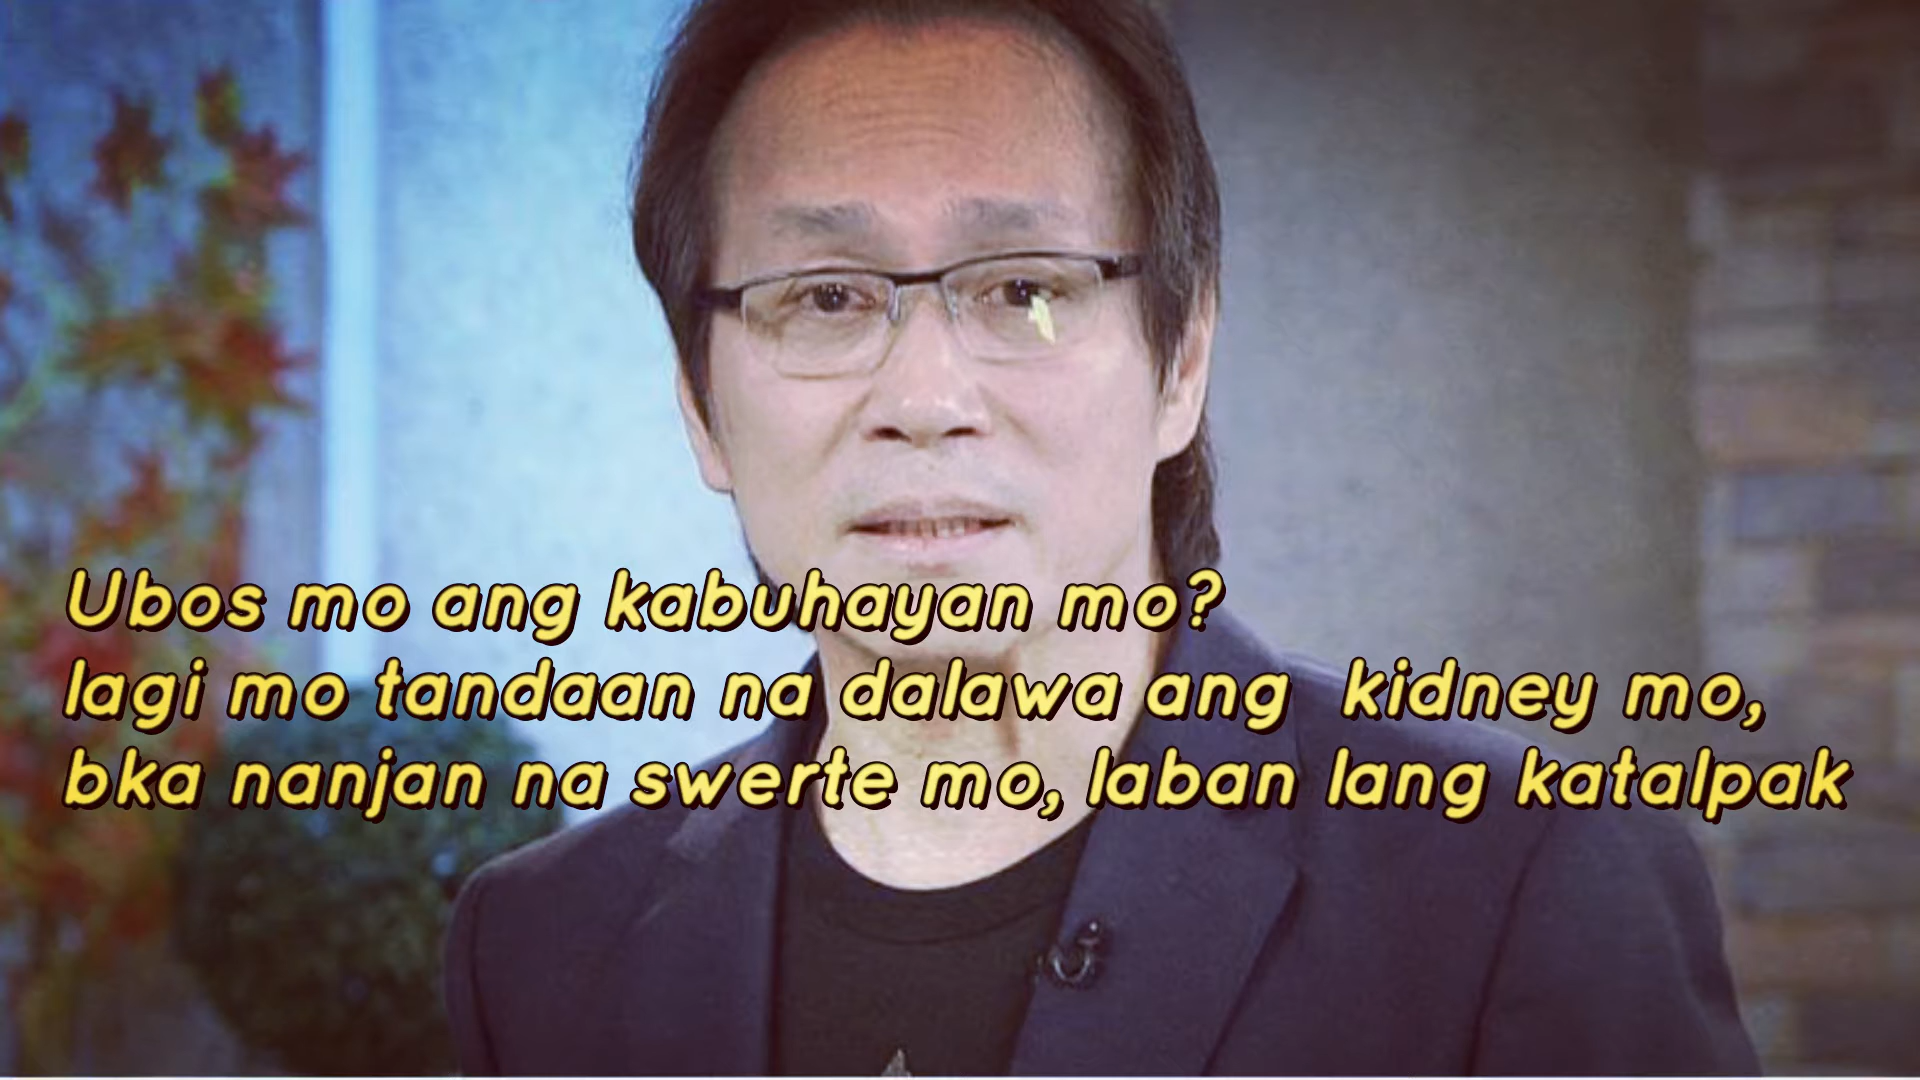 Ubos mo ang kabuhayan mo?
lagi mo tandaan na dalawa ang kidney mo,
bka nanjan na swerte mo, laban lang katalpak